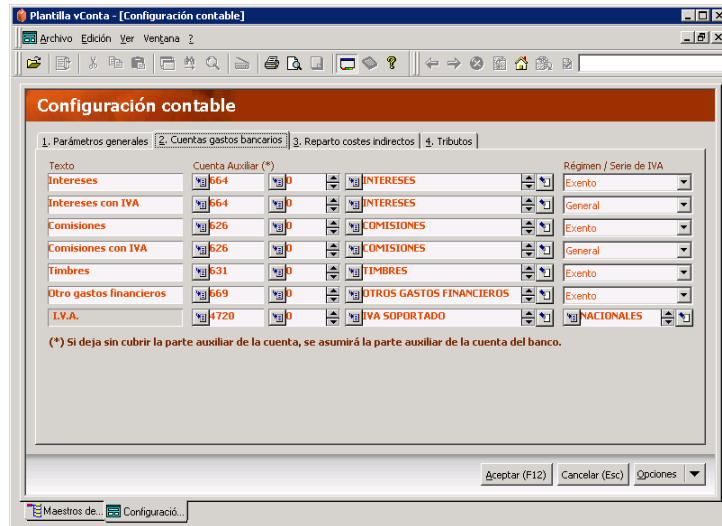 Plantilla vConta - [Configuración contable]
Archivo Edición Ver Ventana ?
Configuración contable
1. Parámetros generales 2. Cuentas gastos bancarios 3. Reparto costes indirectos 4. Tributos
Texto Cuenta Auxiliar (*) Régimen / Serie de IVA
Intereses 664 0 INTERESES Exento
Intereses con IVA 664 0 INTERESES General
Comisiones 626 0 COMISIONES Exento
Comisiones con IVA 626 0 COMISIONES General
Timbres 631 0 TIMBRES Exento
Otro gastos financieros 669 0 OTROS GASTOS FINANCIEROS Exento
I.V.A. 4720 0 IVA SOPORTADO NACIONALES
(*) Si deja sin cubrir la parte auxiliar de la cuenta, se asumirá la parte auxiliar de la cuenta del banco.
Aceptar (F12) Cancelar (Esc) Opciones
Maestros de... Configuració...